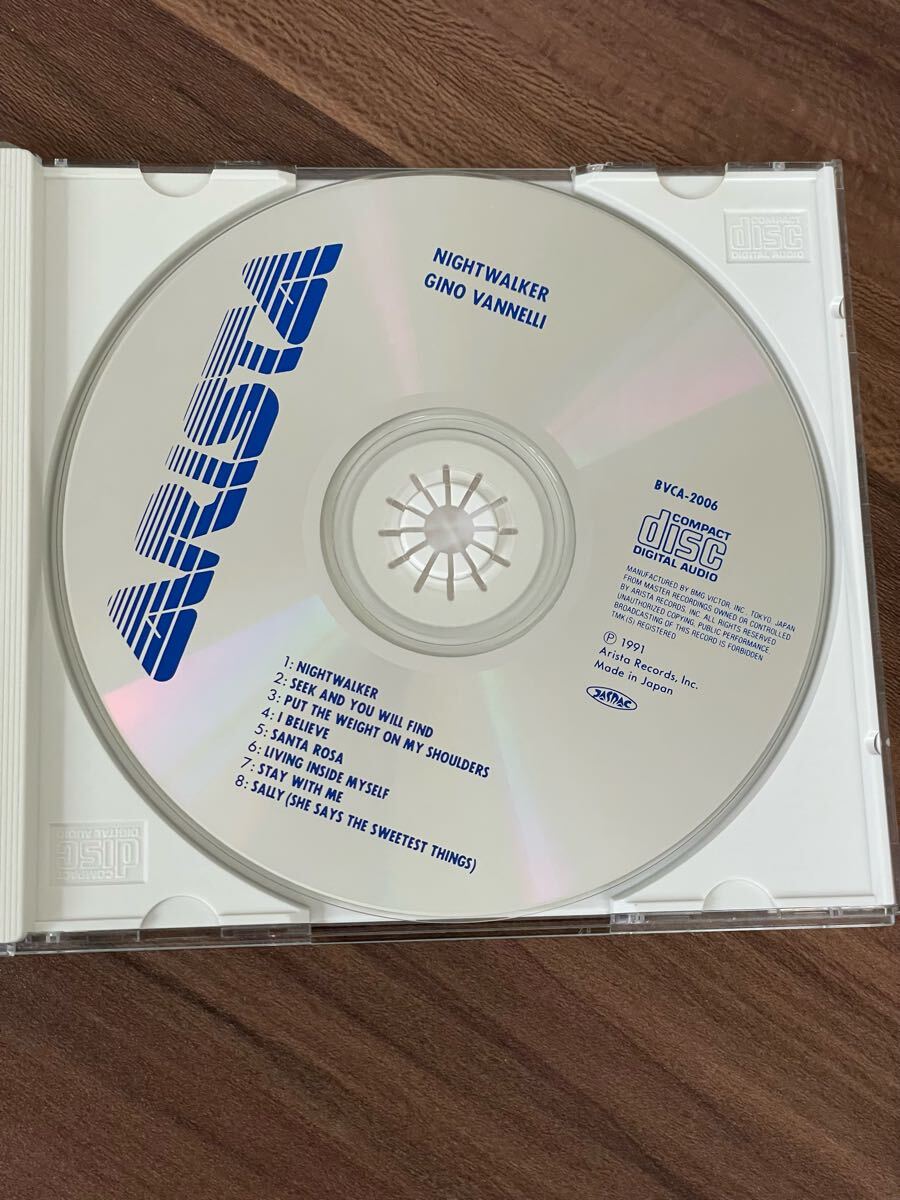 NIGHTWALKER
GINO VANNELLI
ARISTA
BVCA-2006
COMPACT
disc
DIGITAL AUDIO
MANUFACTURED BY BMG VICTOR, INC., TOKYO, JAPAN
FROM MASTER RECORDINGS OWNED OR CONTROLLED
BY ARISTA RECORDS, INC. ALL RIGHTS RESERVED
UNAUTHORIZED COPYING, PUBLIC PERFORMANCE
BROADCASTING OF THIS RECORD IS FORBIDDEN
TMK(S) REGISTERED
Ⓟ 1991
Arista Records, Inc.
Made in Japan
JASRAC
1: NIGHTWALKER
2: SEEK AND YOU WILL FIND
3: PUT THE WEIGHT ON MY SHOULDERS
4: I BELIEVE
5: SANTA ROSA
6: LIVING INSIDE MYSELF
7: STAY WITH ME
8: SALLY (SHE SAYS THE SWEETEST THINGS)
COMPACT
disc
DIGITAL AUDIO
COMPACT
disc
DIGITAL AUDIO